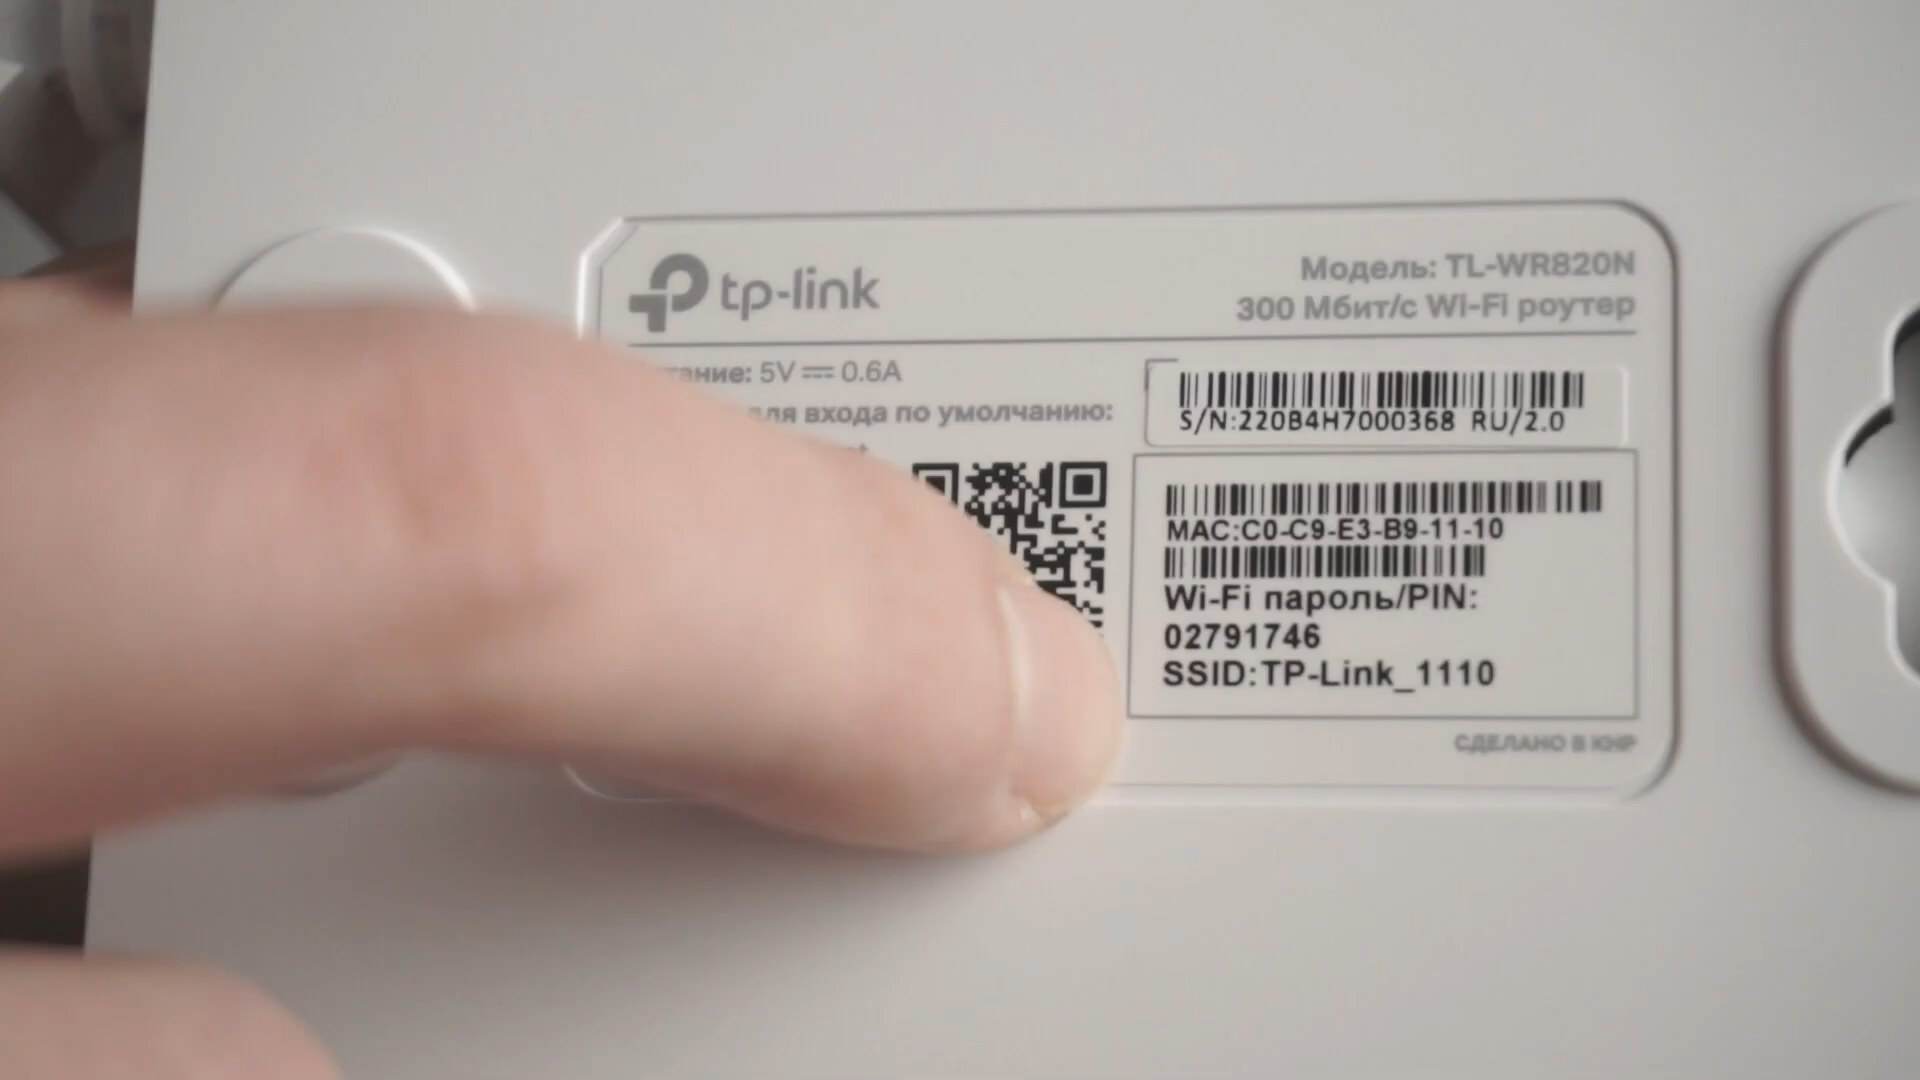 tp-link
Модель: TL-WR820N
300 Мбит/с Wi-Fi роутер
5V 0.6A
входа по умолчанию:
S/N:220B4H7000368 RU/2.0
MAC:C0-C9-E3-B9-11-10
Wi-Fi пароль/PIN:
02791746
SSID:TP-Link_1110
СДЕЛАНО В КНР